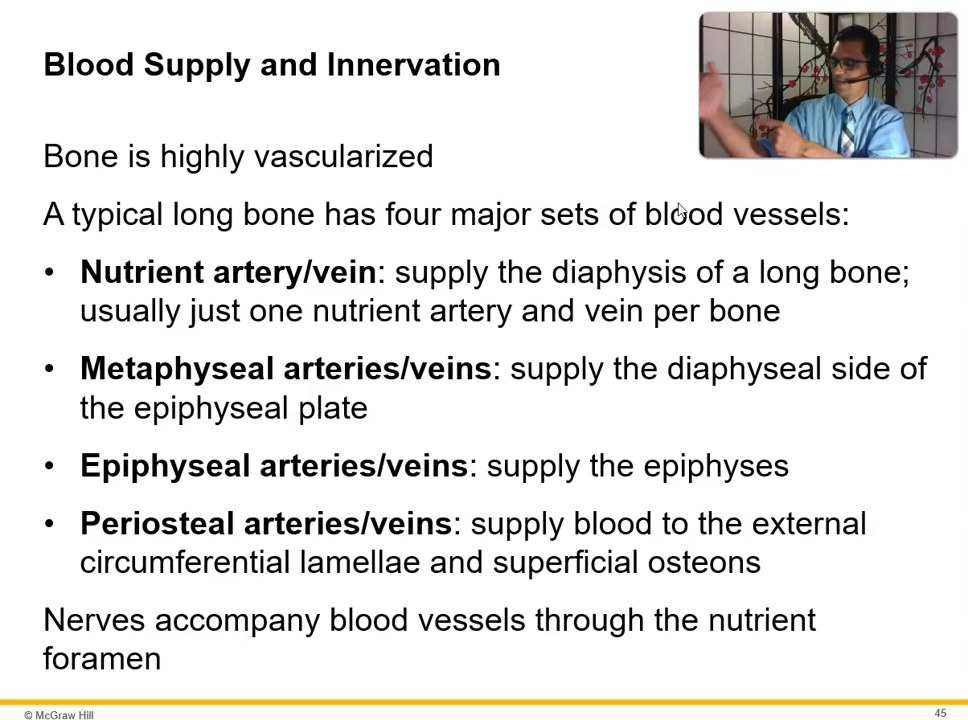 Blood Supply and Innervation
Bone is highly vascularized
A typical long bone has four major sets of blood vessels:
• Nutrient artery/vein: supply the diaphysis of a long bone;
usually just one nutrient artery and vein per bone
• Metaphyseal arteries/veins: supply the diaphyseal side of
the epiphyseal plate
• Epiphyseal arteries/veins: supply the epiphyses
• Periosteal arteries/veins: supply blood to the external
circumferential lamellae and superficial osteons
Nerves accompany blood vessels through the nutrient
foramen
© McGraw Hill
45